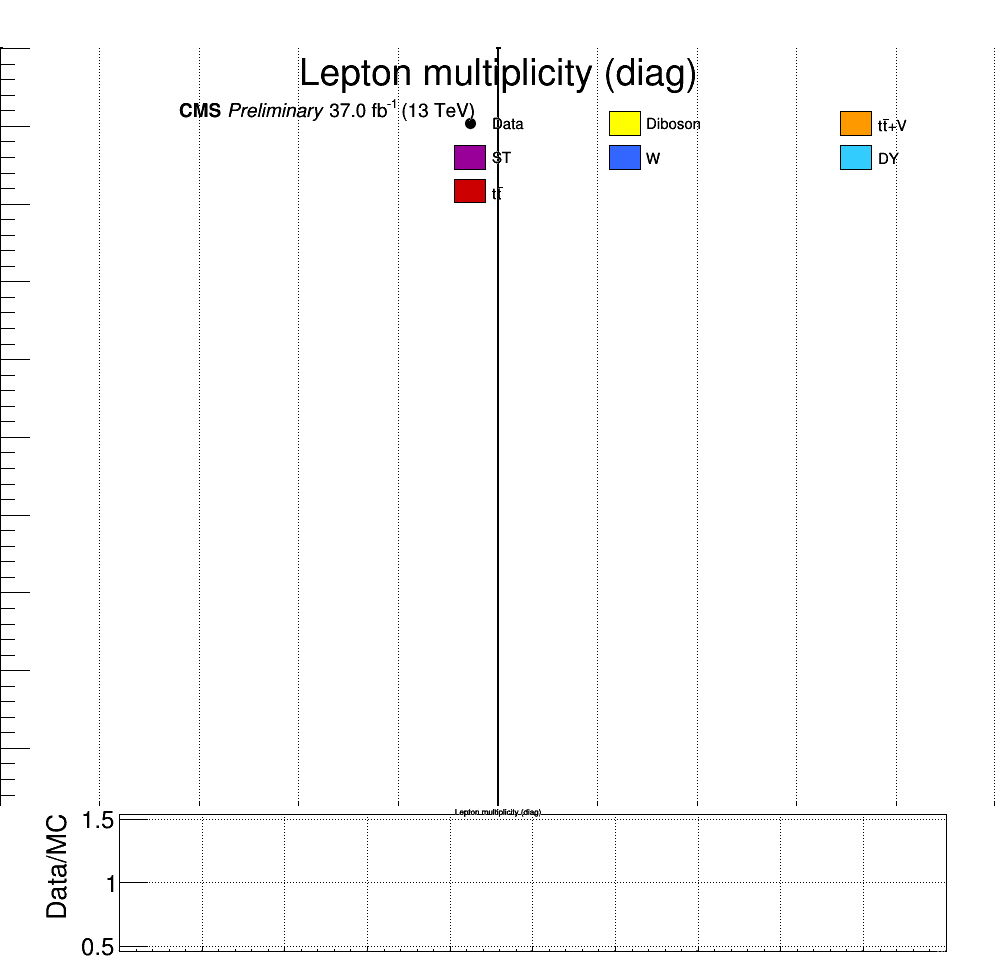 Lepton multiplicity (diag)
CMS Preliminary 37.0 fb⁻¹ (13 TeV)
Data Diboson tt̄+V
ST W DY
tt̄
Lepton multiplicity (diag)
1.5
1
0.5
Data/MC